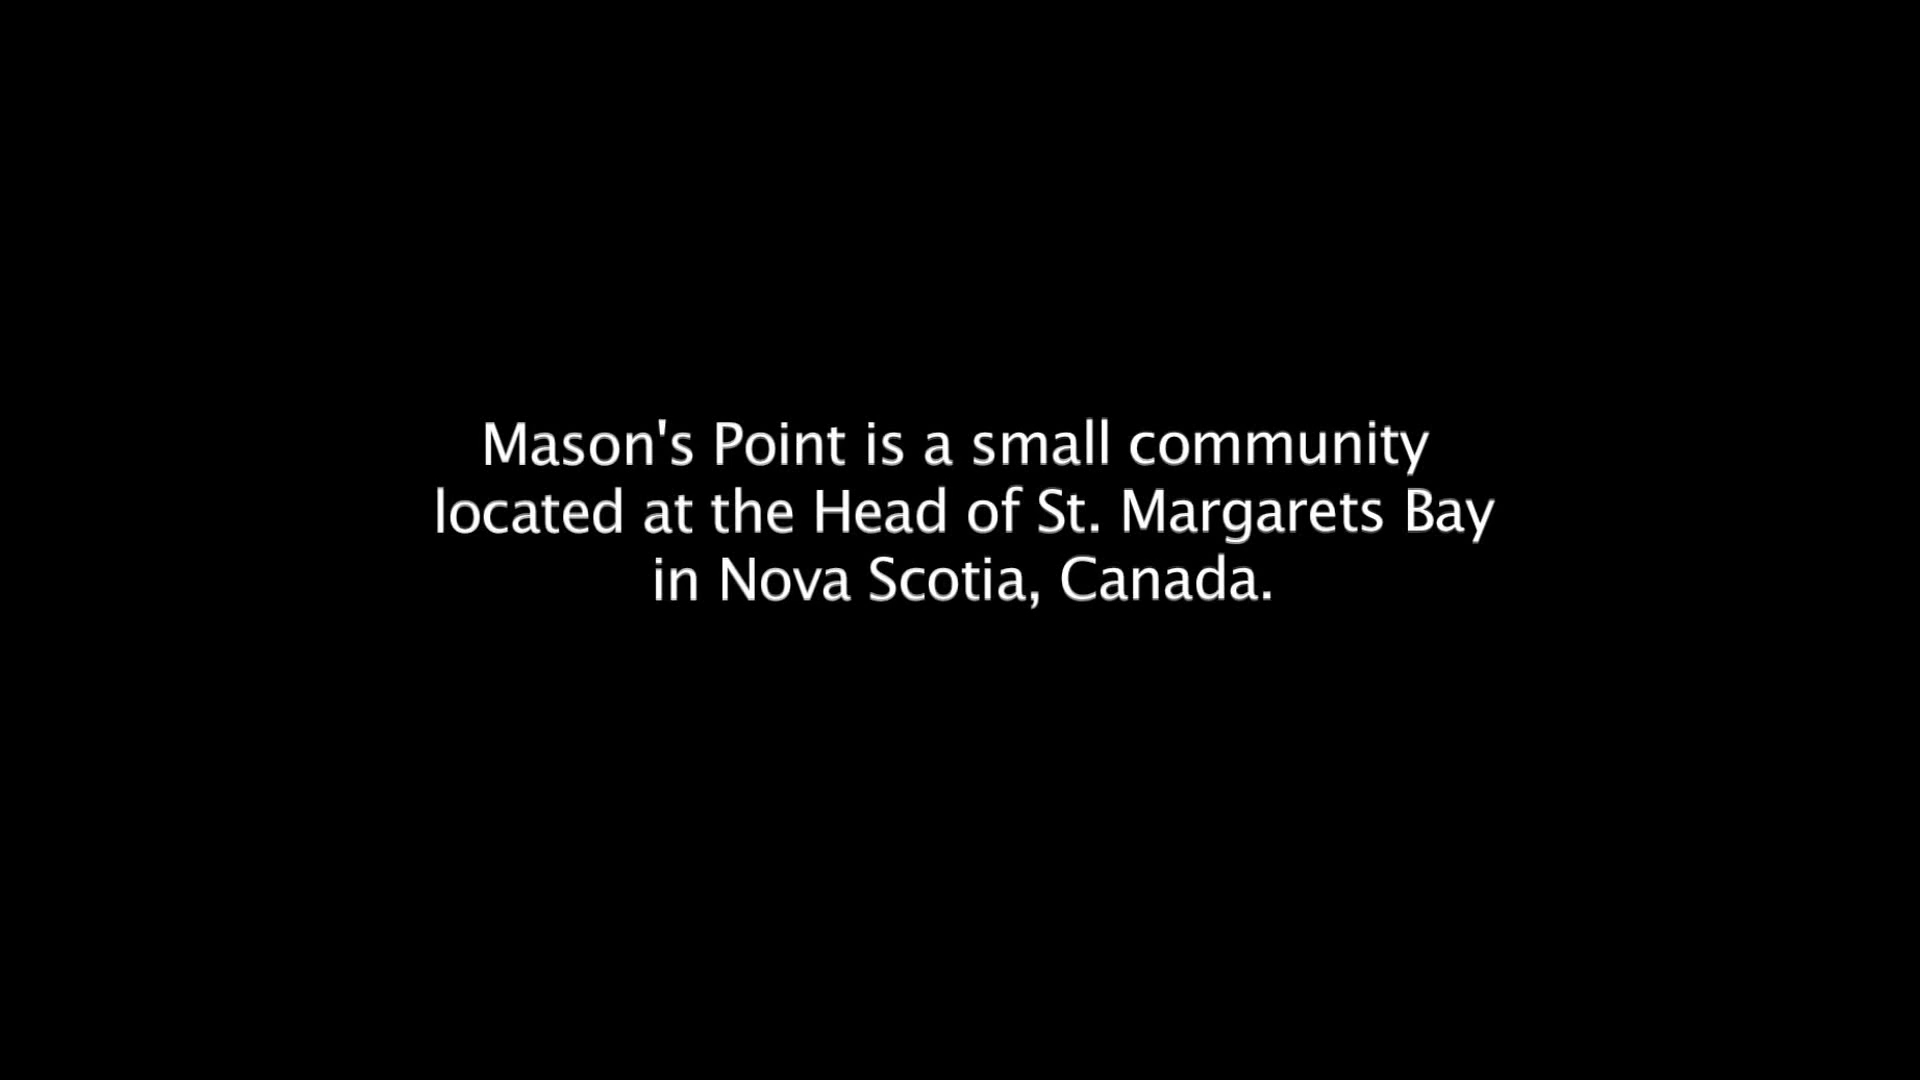 Mason's Point is a small community
located at the Head of St. Margarets Bay
in Nova Scotia, Canada.